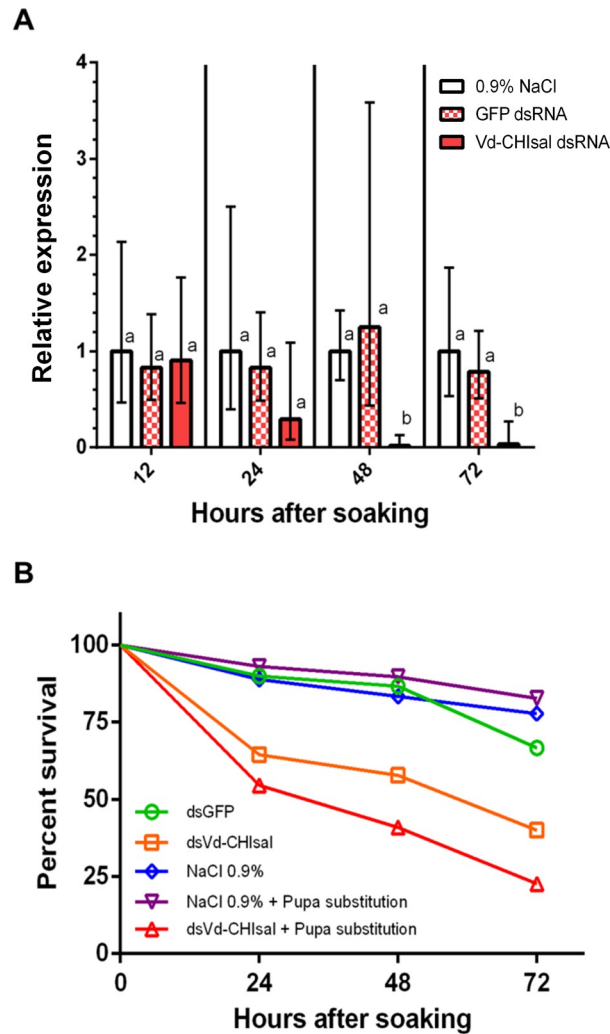 A
4
3
2
1
0
Relative expression
0.9% NaCl
GFP dsRNA
Vd-CHIsal dsRNA
a a a
a a a
a a b
a a b
12 24 48 72
Hours after soaking
B
100
75
50
25
0
Percent survival
dsGFP
dsVd-CHIsal
NaCl 0.9%
NaCl 0.9% + Pupa substitution
dsVd-CHIsal + Pupa substitution
0 24 48 72
Hours after soaking